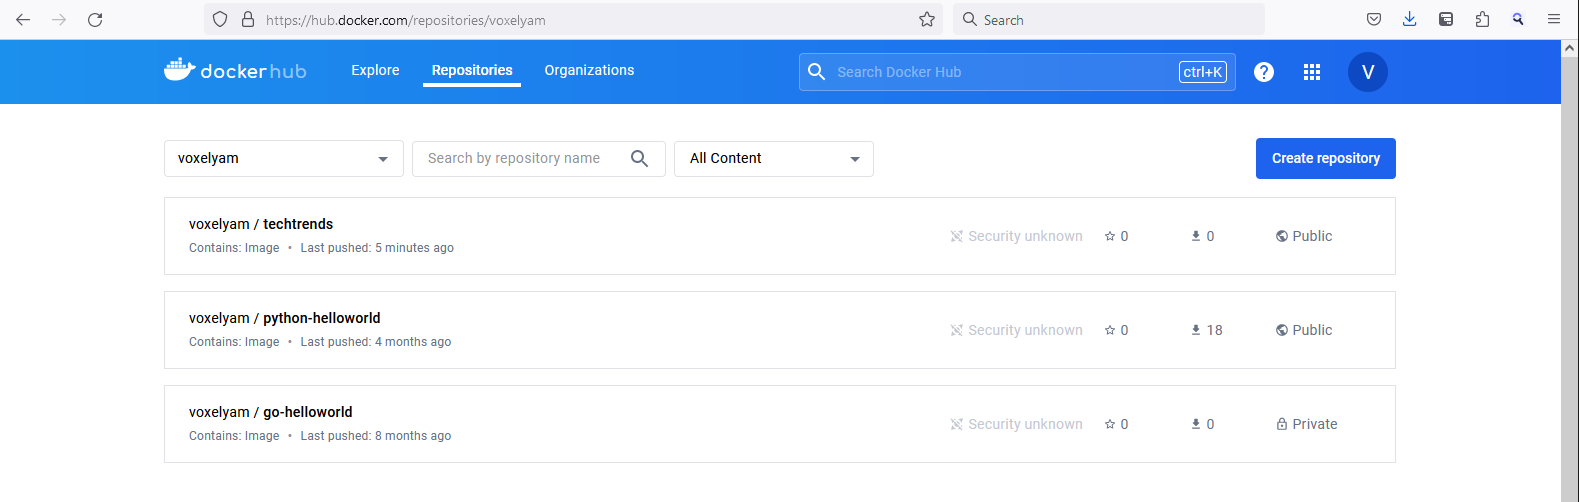 https://hub.docker.com/repositories/voxelyam
Search
docker hub
Explore
Repositories
Organizations
Search Docker Hub
ctrl+K
V
voxelyam
Search by repository name
All Content
Create repository
voxelyam / techtrends
Contains: Image • Last pushed: 5 minutes ago
Security unknown
0
0
Public
voxelyam / python-helloworld
Contains: Image • Last pushed: 4 months ago
Security unknown
0
18
Public
voxelyam / go-helloworld
Contains: Image • Last pushed: 8 months ago
Security unknown
0
0
Private